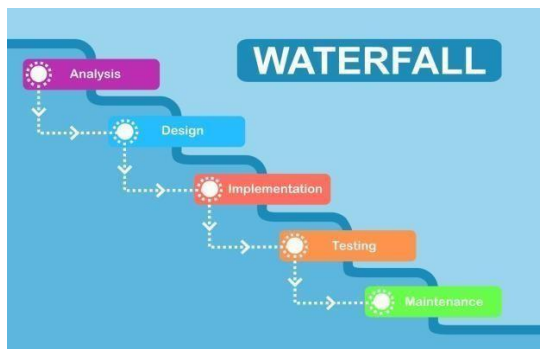 WATERFALL
Analysis
Design
Implementation
Testing
Maintenance